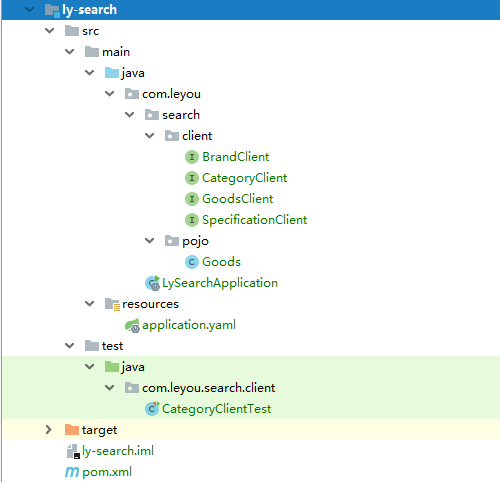 ly-search
src
main
java
com.leyou
search
client
I BrandClient
I CategoryClient
I GoodsClient
I SpecificationClient
pojo
C Goods
C LySearchApplication
resources
application.yaml
test
java
com.leyou.search.client
C CategoryClientTest
target
ly-search.iml
m pom.xml